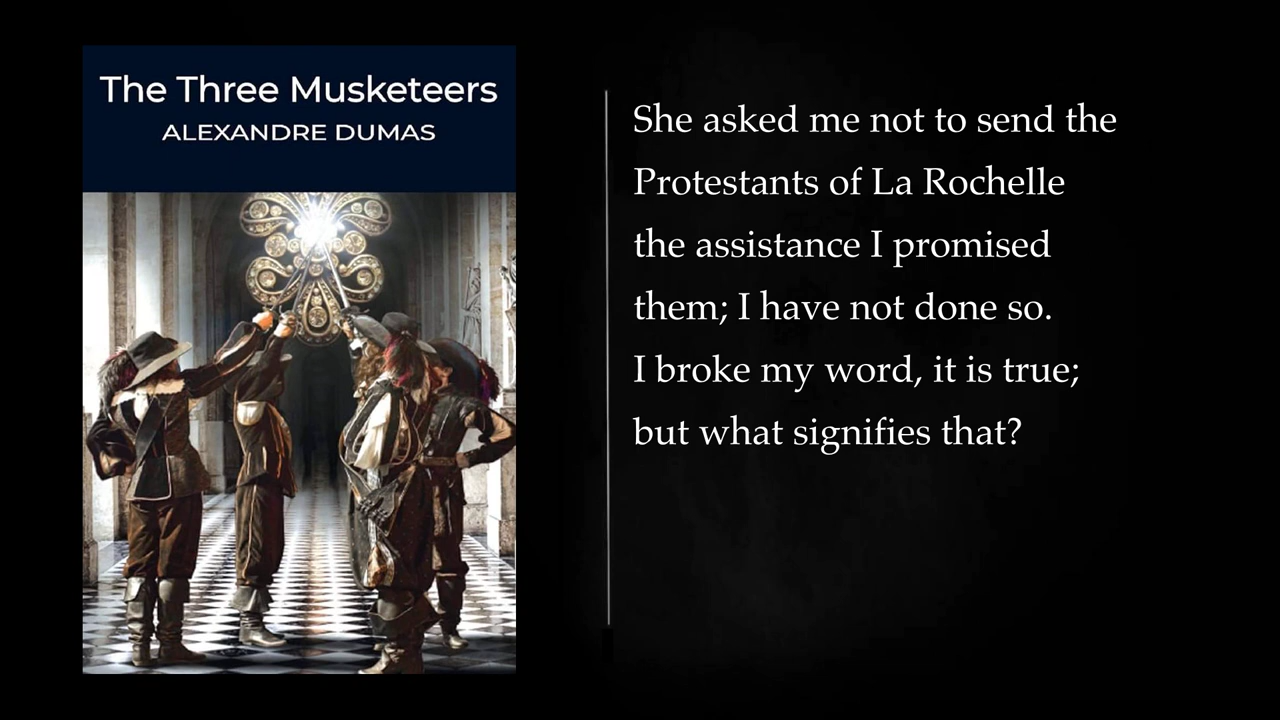 The Three Musketeers
ALEXANDRE DUMAS
She asked me not to send the
Protestants of La Rochelle
the assistance I promised
them; I have not done so.
I broke my word, it is true;
but what signifies that?